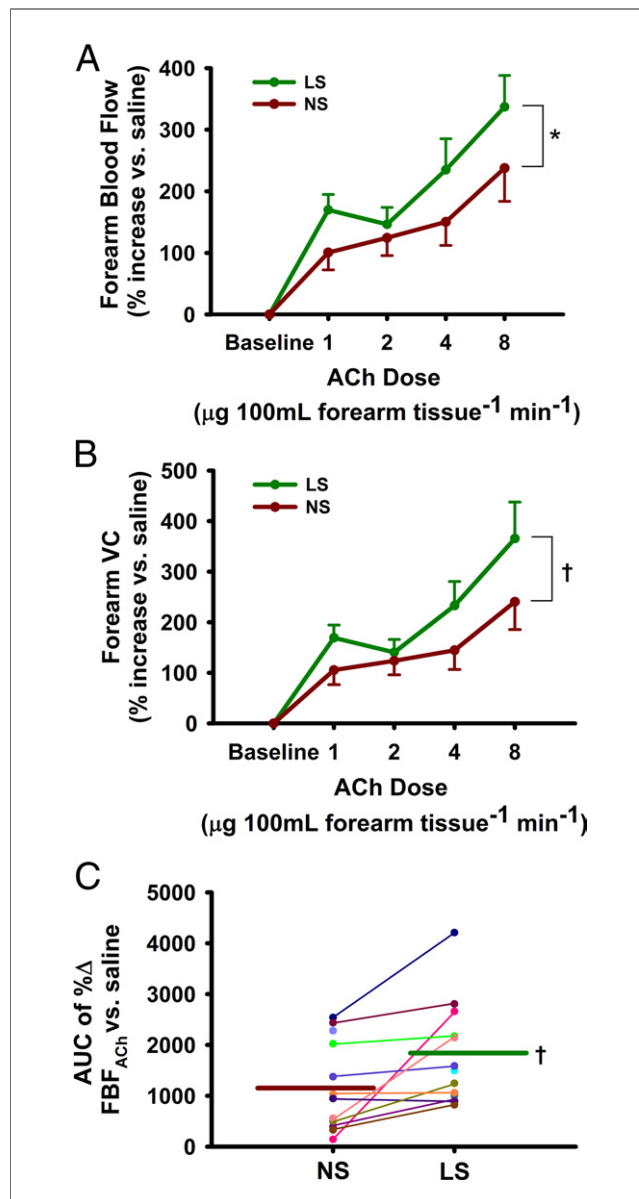 A
Forearm Blood Flow
(% increase vs. saline)
400
300
200
100
0
LS
NS
*
Baseline 1 2 4 8
ACh Dose
(μg 100mL forearm tissue⁻¹ min⁻¹)
B
Forearm VC
(% increase vs. saline)
500
400
300
200
100
0
LS
NS
†
Baseline 1 2 4 8
ACh Dose
(μg 100mL forearm tissue⁻¹ min⁻¹)
C
AUC of %Δ
FBF_ACh vs. saline
5000
4000
3000
2000
1000
0
†
NS LS